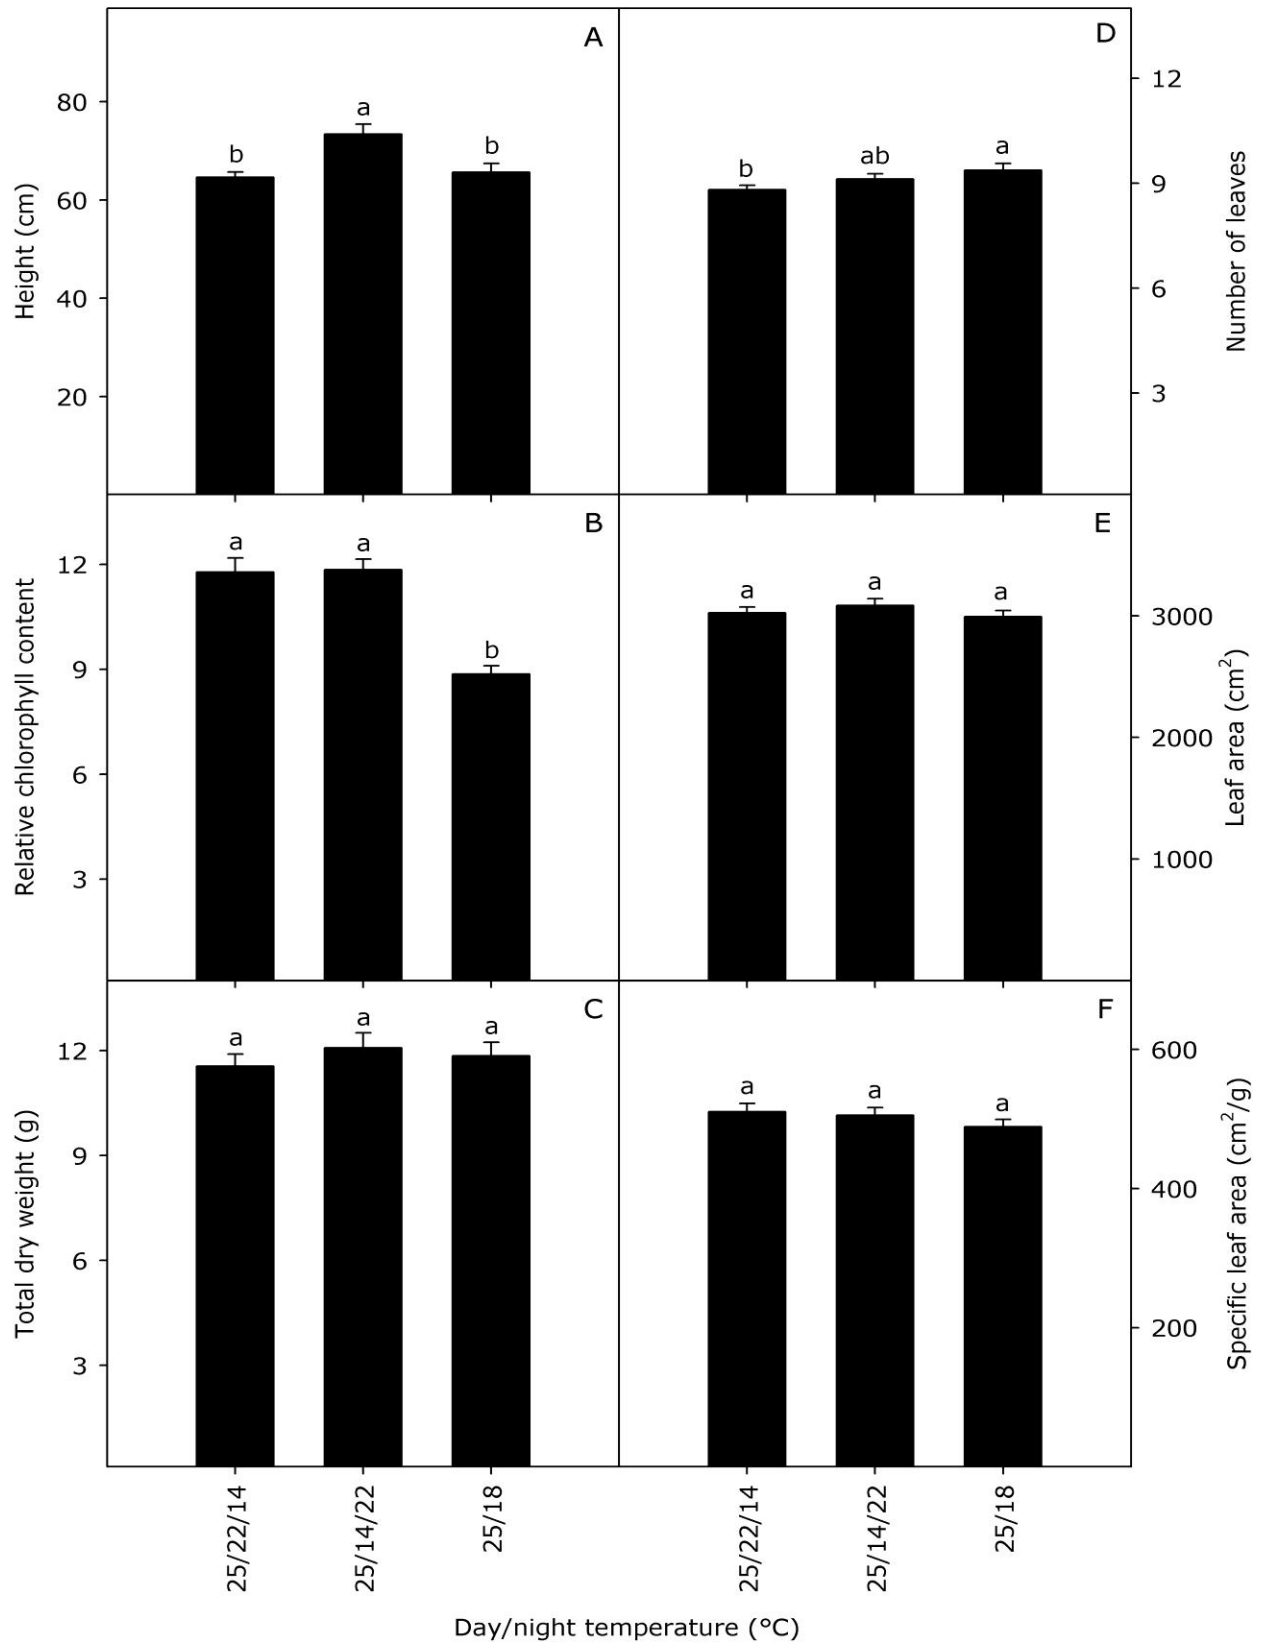 A
Height (cm)
80
60
40
20
b
a
b
D
Number of leaves
12
9
6
3
b
ab
a
B
Relative chlorophyll content
12
9
6
3
a
a
b
E
Leaf area (cm²)
3000
2000
1000
a
a
a
C
Total dry weight (g)
12
9
6
3
a
a
a
F
Specific leaf area (cm²/g)
600
400
200
a
a
a
25/22/14
25/14/22
25/18
25/22/14
25/14/22
25/18
Day/night temperature (°C)